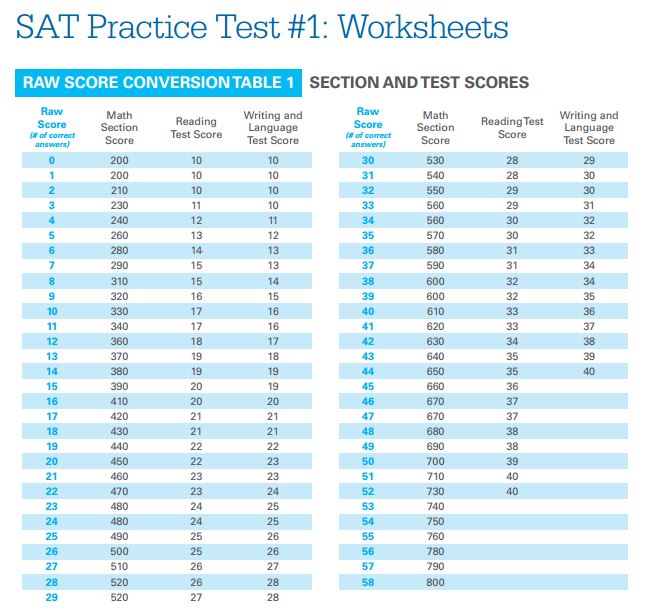 SAT Practice Test #1: Worksheets
RAW SCORE CONVERSION TABLE 1 SECTION AND TEST SCORES
Raw Score (# of correct answers) Math Section Score Reading Test Score Writing and Language Test Score Raw Score (# of correct answers) Math Section Score Reading Test Score Writing and Language Test Score
0 200 10 10 30 530 28 29
1 200 10 10 31 540 28 30
2 210 10 10 32 550 29 30
3 230 11 10 33 560 29 31
4 240 12 11 34 560 30 32
5 260 13 12 35 570 30 32
6 280 14 13 36 580 31 33
7 290 15 13 37 590 31 34
8 310 15 14 38 600 32 34
9 320 16 15 39 600 32 35
10 330 17 16 40 610 33 36
11 340 17 16 41 620 33 37
12 360 18 17 42 630 34 38
13 370 19 18 43 640 35 39
14 380 19 19 44 650 35 40
15 390 20 19 45 660 36
16 410 20 20 46 670 37
17 420 21 21 47 670 37
18 430 21 21 48 680 38
19 440 22 22 49 690 38
20 450 22 23 50 700 39
21 460 23 23 51 710 40
22 470 23 24 52 730 40
23 480 24 25 53 740
24 480 24 25 54 750
25 490 25 26 55 760
26 500 25 26 56 780
27 510 26 27 57 790
28 520 26 28 58 800
29 520 27 28